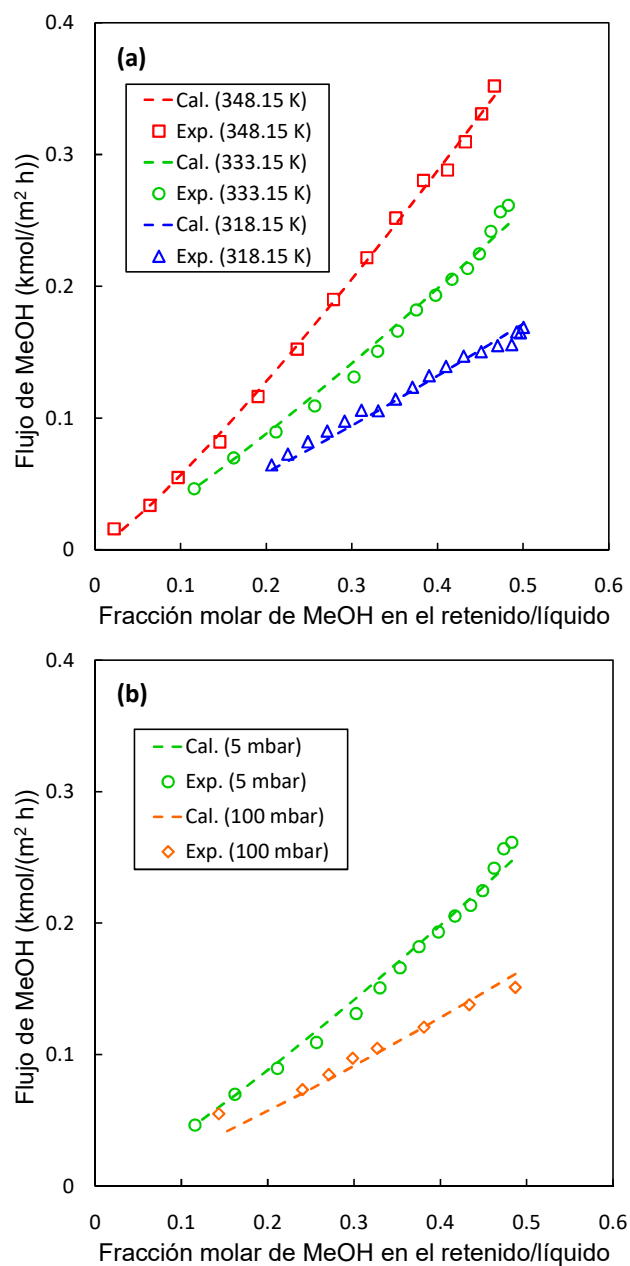 0.4
(a)
Cal. (348.15 K)
Exp. (348.15 K)
Cal. (333.15 K)
Exp. (333.15 K)
Cal. (318.15 K)
Exp. (318.15 K)
0.3
0.2
0.1
0
Flujo de MeOH (kmol/(m² h))
0 0.1 0.2 0.3 0.4 0.5 0.6
Fracción molar de MeOH en el retenido/líquido
0.4
(b)
Cal. (5 mbar)
Exp. (5 mbar)
Cal. (100 mbar)
Exp. (100 mbar)
0.3
0.2
0.1
0
Flujo de MeOH (kmol/(m² h))
0 0.1 0.2 0.3 0.4 0.5 0.6
Fracción molar de MeOH en el retenido/líquido